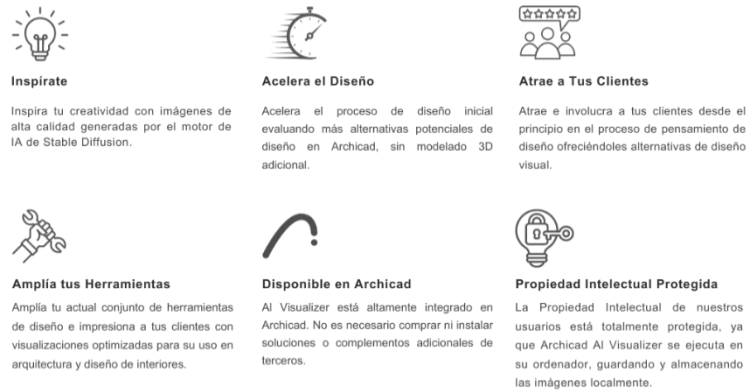 Inspírate
Inspira tu creatividad con imágenes de
alta calidad generadas por el motor de
IA de Stable Diffusion.
Acelera el Diseño
Acelera el proceso de diseño inicial
evaluando más alternativas potenciales de
diseño en Archicad, sin modelado 3D
adicional.
Atrae a Tus Clientes
Atrae e involucra a tus clientes desde el
principio en el proceso de pensamiento de
diseño ofreciéndoles alternativas de diseño
visual.
Amplía tus Herramientas
Amplía tu actual conjunto de herramientas
de diseño e impresiona a tus clientes con
visualizaciones optimizadas para su uso en
arquitectura y diseño de interiores.
Disponible en Archicad
AI Visualizer está altamente integrado en
Archicad. No es necesario comprar ni instalar
soluciones o complementos adicionales de
terceros.
Propiedad Intelectual Protegida
La Propiedad Intelectual de nuestros
usuarios está totalmente protegida, ya
que Archicad AI Visualizer se ejecuta en
su ordenador, guardando y almacenando
las imágenes localmente.